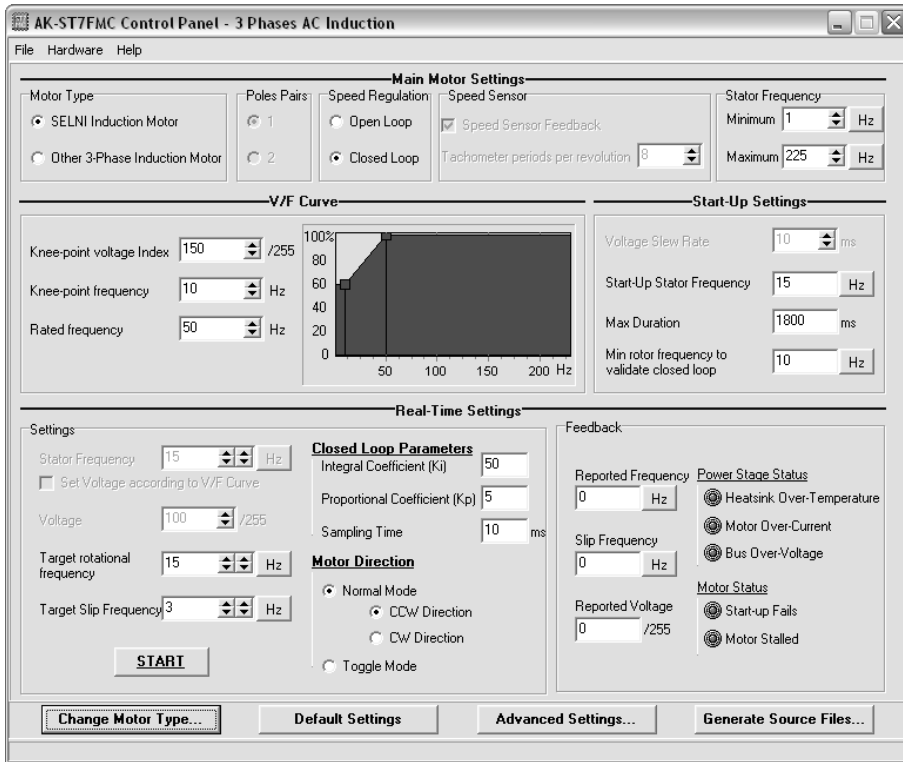 AK-ST7FMC Control Panel - 3 Phases AC Induction
File Hardware Help
Main Motor Settings
Motor Type
SELNI Induction Motor
Other 3-Phase Induction Motor
Poles Pairs
1
2
Speed Regulation
Open Loop
Closed Loop
Speed Sensor
Speed Sensor Feedback
Tachometer periods per revolution 8
Stator Frequency
Minimum 1 Hz
Maximum 225 Hz
V/F Curve
Knee-point voltage Index 150 /255
Knee-point frequency 10 Hz
Rated frequency 50 Hz
100%
80
60
40
20
0
50 100 150 200 Hz
Start-Up Settings
Voltage Slew Rate 10 ms
Start-Up Stator Frequency 15 Hz
Max Duration 1800 ms
Min rotor frequency to
validate closed loop 10 Hz
Real-Time Settings
Settings
Stator Frequency 15 Hz
Set Voltage according to V/F Curve
Voltage 100 /255
Target rotational
frequency 15 Hz
Target Slip Frequency 3 Hz
START
Closed Loop Parameters
Integral Coefficient (Ki) 50
Proportional Coefficient (Kp) 5
Sampling Time 10 ms
Motor Direction
Normal Mode
CCW Direction
CW Direction
Toggle Mode
Feedback
Reported Frequency
0 Hz
Slip Frequency
0 Hz
Reported Voltage
0 /255
Power Stage Status
Heatsink Over-Temperature
Motor Over-Current
Bus Over-Voltage
Motor Status
Start-up Fails
Motor Stalled
Change Motor Type...
Default Settings
Advanced Settings...
Generate Source Files...